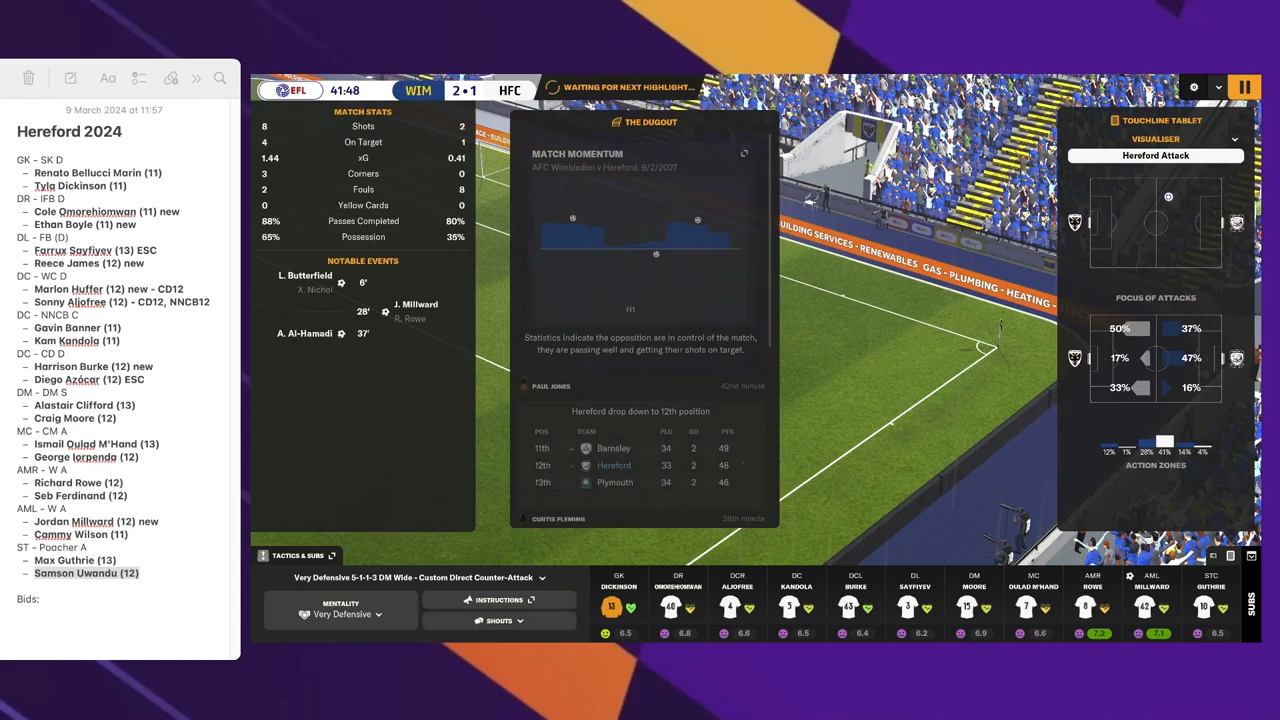 9 March 2024 at 11:57
Hereford 2024
GK - SK D
– Renato Bellucci Marin (11)
– Tyla Dickinson (11)
DR - IFB D
– Cole Omorehiomwan (11) new
– Ethan Boyle (11) new
DL - FB (D)
– Farrux Sayfiyev (13) ESC
– Reece James (12) new
DC - WC D
– Marlon Huffer (12) new - CD12
– Sonny Aljofree (12) - CD12, NNCB12
DC - NNCB C
– Gavin Banner (11)
– Kam Kandola (11)
DC - CD D
– Harrison Burke (12) new
– Diego Azócar (12) ESC
DM - DM S
– Alastair Clifford (13)
– Craig Moore (12)
MC - CM A
– Ismail Oulad M'Hand (13)
– George Iorpenda (12)
AMR - W A
– Richard Rowe (12)
– Seb Ferdinand (12)
AML - W A
– Jordan Millward (12) new
– Cammy Wilson (11)
ST - Poacher A
– Max Guthrie (13)
– Samson Uwandu (12)
Bids:
EFL 41:48 WIM 2 - 1 HFC WAITING FOR NEXT HIGHLIGHT...
MATCH STATS
8 Shots 2
4 On Target 1
1.44 xG 0.41
3 Corners 0
2 Fouls 8
0 Yellow Cards 0
88% Passes Completed 80%
65% Possession 35%
NOTABLE EVENTS
L. Butterfield 6'
X. Nichol
28' J. Millward
R. Rowe
A. Al-Hamadi 37'
THE DUGOUT
MATCH MOMENTUM
AFC Wimbledon v Hereford, 9/2/2027
H1
Statistics indicate the opposition are in control of the match,
they are passing well and getting their shots on target.
PAUL JONES 42nd minute
Hereford drop down to 12th position
POS TEAM PLD GD PTS
11th Barnsley 34 2 49
12th Hereford 33 2 46
13th Plymouth 34 2 46
CURTIS FLEMING 38th minute
BUILDING SERVICES - RENEWABLES GAS - PLUMBING - HEATING -
TOUCHLINE TABLET
VISUALISER
Hereford Attack
FOCUS OF ATTACKS
50% 37%
17% 47%
33% 16%
12% 1% 28% 41% 14% 4%
ACTION ZONES
TACTICS & SUBS
Very Defensive 5-1-1-3 DM Wide - Custom Direct Counter-Attack
MENTALITY
Very Defensive
INSTRUCTIONS
SHOUTS
GK DR DCR DC DCL DL DM MC AMR AML STC
DICKINSON OMOREHIOMWAN ALJOFREE KANDOLA BURKE SAYFIYEV MOORE OULAD M'HAND ROWE MILLWARD GUTHRIE
13 40 4 5 43 3 15 7 8 42 10
6.5 6.8 6.6 6.5 6.4 6.2 6.9 6.6 7.2 7.1 6.5
SUBS